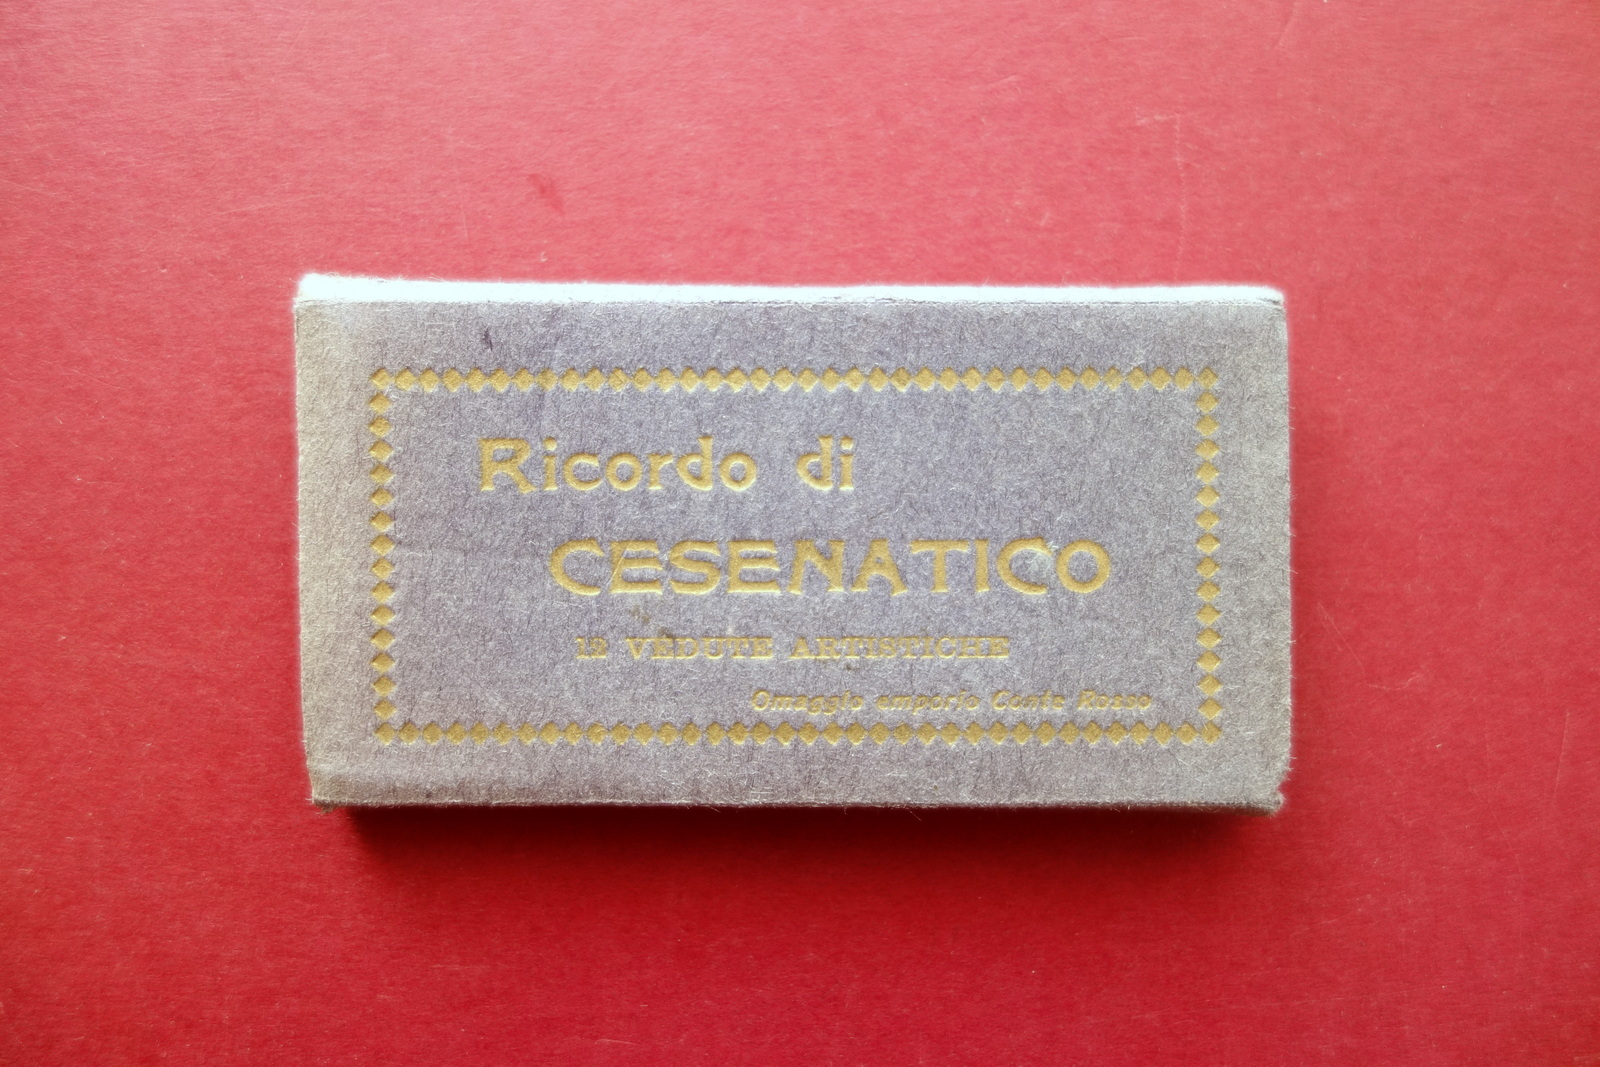 Ricordo di
CESENATICO
12 VEDUTE ARTISTICHE
Omaggio emporio Conte Rosso